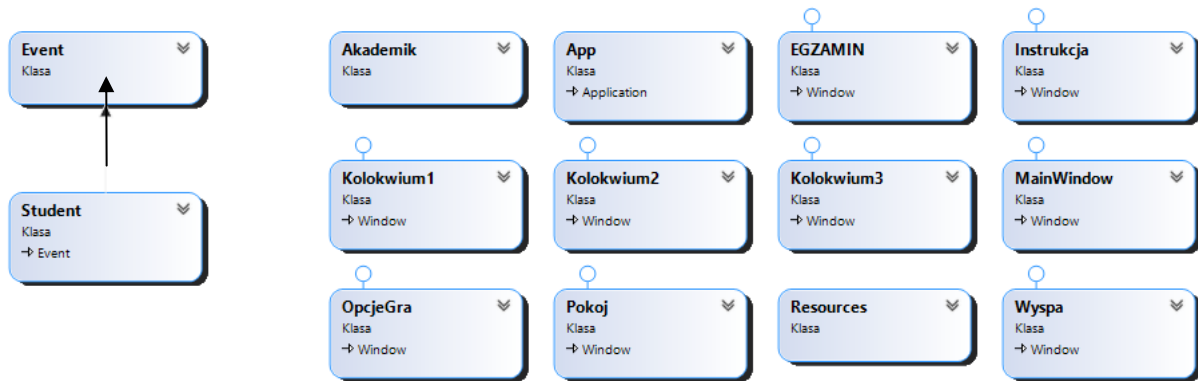 Event
Klasa
Student
Klasa
Event
Akademik
Klasa
App
Klasa
Application
EGZAMIN
Klasa
Window
Instrukcja
Klasa
Window
Kolokwium1
Klasa
Window
Kolokwium2
Klasa
Window
Kolokwium3
Klasa
Window
MainWindow
Klasa
Window
OpcjeGra
Klasa
Window
Pokoj
Klasa
Window
Resources
Klasa
Wyspa
Klasa
Window